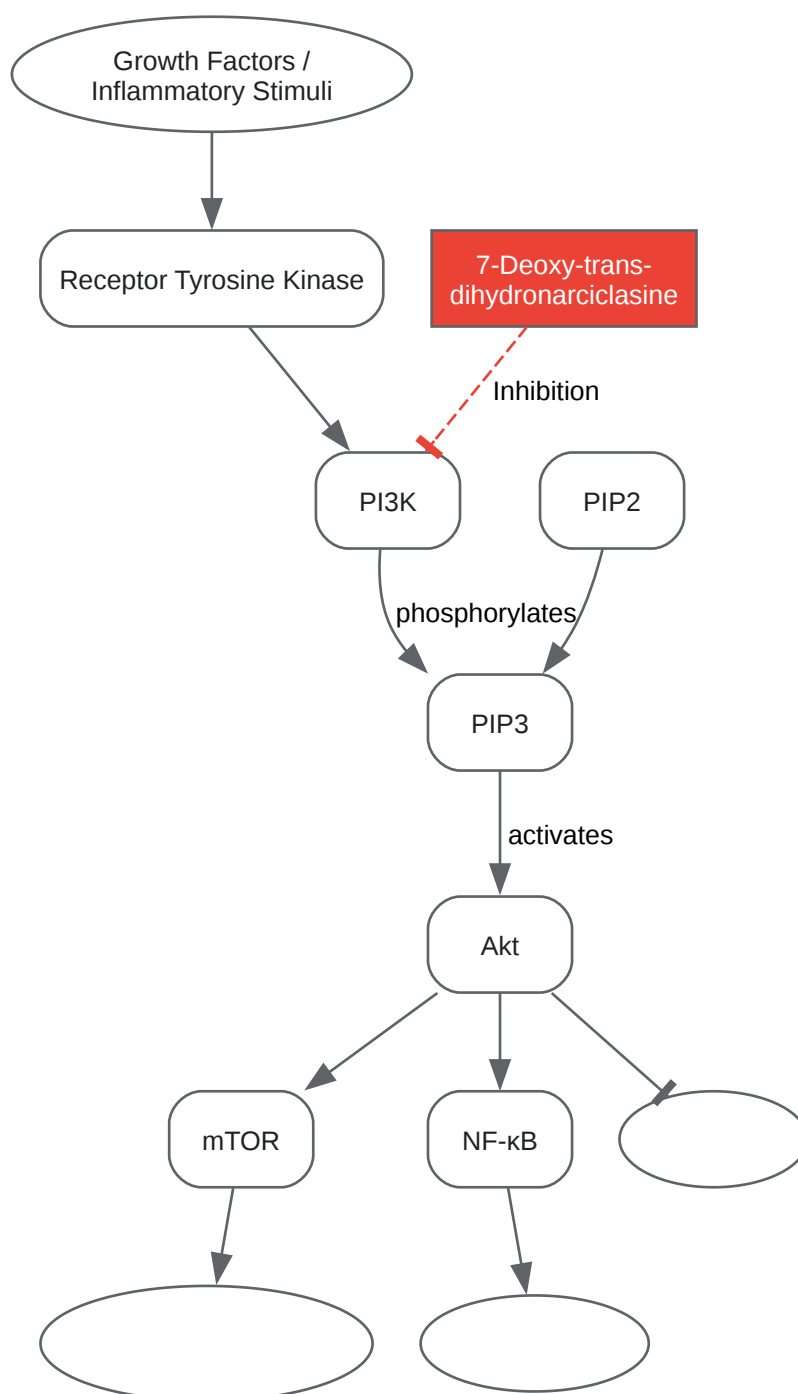 Growth Factors /
Inflammatory Stimuli
Receptor Tyrosine Kinase
7-Deoxy-trans-
dihydronarciclasine
Inhibition
PI3K
PIP2
phosphorylates
PIP3
activates
Akt
mTOR
NF-κB